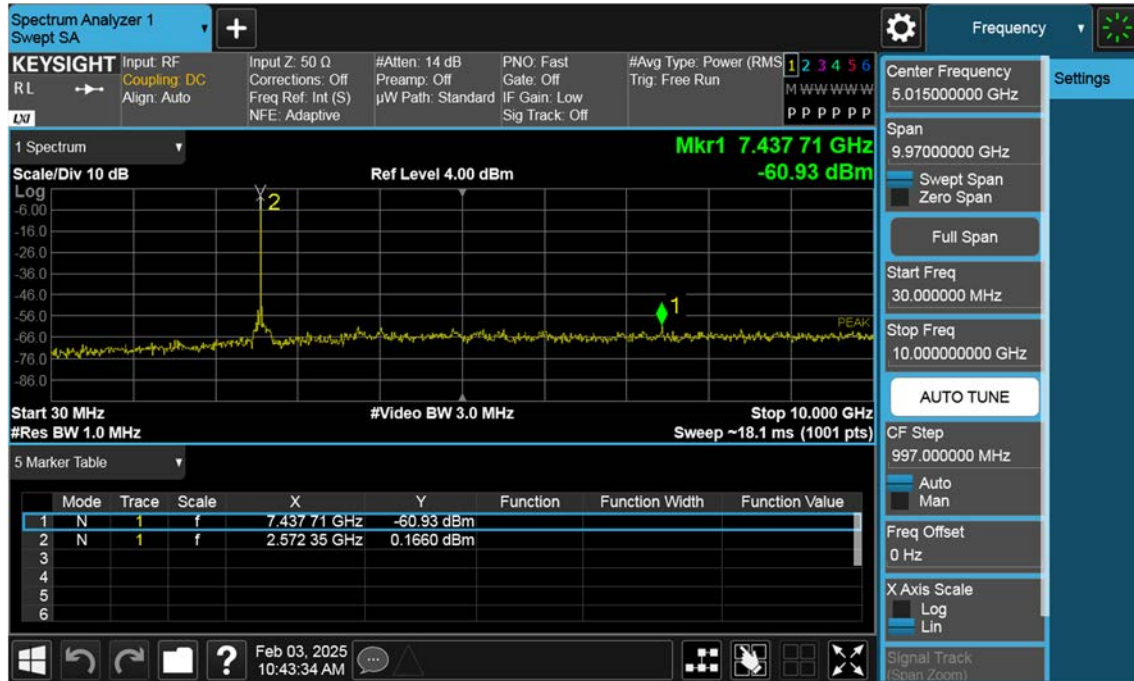 Spectrum Analyzer 1
Swept SA
+
Frequency
KEYSIGHT
RL
LXI
Input: RF
Coupling: DC
Align: Auto
Input Z: 50 Ω
Corrections: Off
Freq Ref: Int (S)
NFE: Adaptive
#Atten: 14 dB
Preamp: Off
µW Path: Standard
PNO: Fast
Gate: Off
IF Gain: Low
Sig Track: Off
#Avg Type: Power (RMS
Trig: Free Run
1 2 3 4 5 6
M W W W W W
P P P P P P
1 Spectrum
Scale/Div 10 dB
Ref Level 4.00 dBm
Mkr1 7.437 71 GHz
-60.93 dBm
Log
-6.00
-16.0
-26.0
-36.0
-46.0
-56.0
-66.0
-76.0
-86.0
2
1
PEAK
Start 30 MHz
#Video BW 3.0 MHz
Stop 10.000 GHz
#Res BW 1.0 MHz
Sweep ~18.1 ms (1001 pts)
5 Marker Table
Mode Trace Scale X Y Function Function Width Function Value
1 N 1 f 7.437 71 GHz -60.93 dBm
2 N 1 f 2.572 35 GHz 0.1660 dBm
3
4
5
6
?
Feb 03, 2025
10:43:34 AM
Center Frequency
5.015000000 GHz
Settings
Span
9.97000000 GHz
Swept Span
Zero Span
Full Span
Start Freq
30.000000 MHz
Stop Freq
10.000000000 GHz
AUTO TUNE
CF Step
997.000000 MHz
Auto
Man
Freq Offset
0 Hz
X Axis Scale
Log
Lin
Signal Track
(Span Zoom)